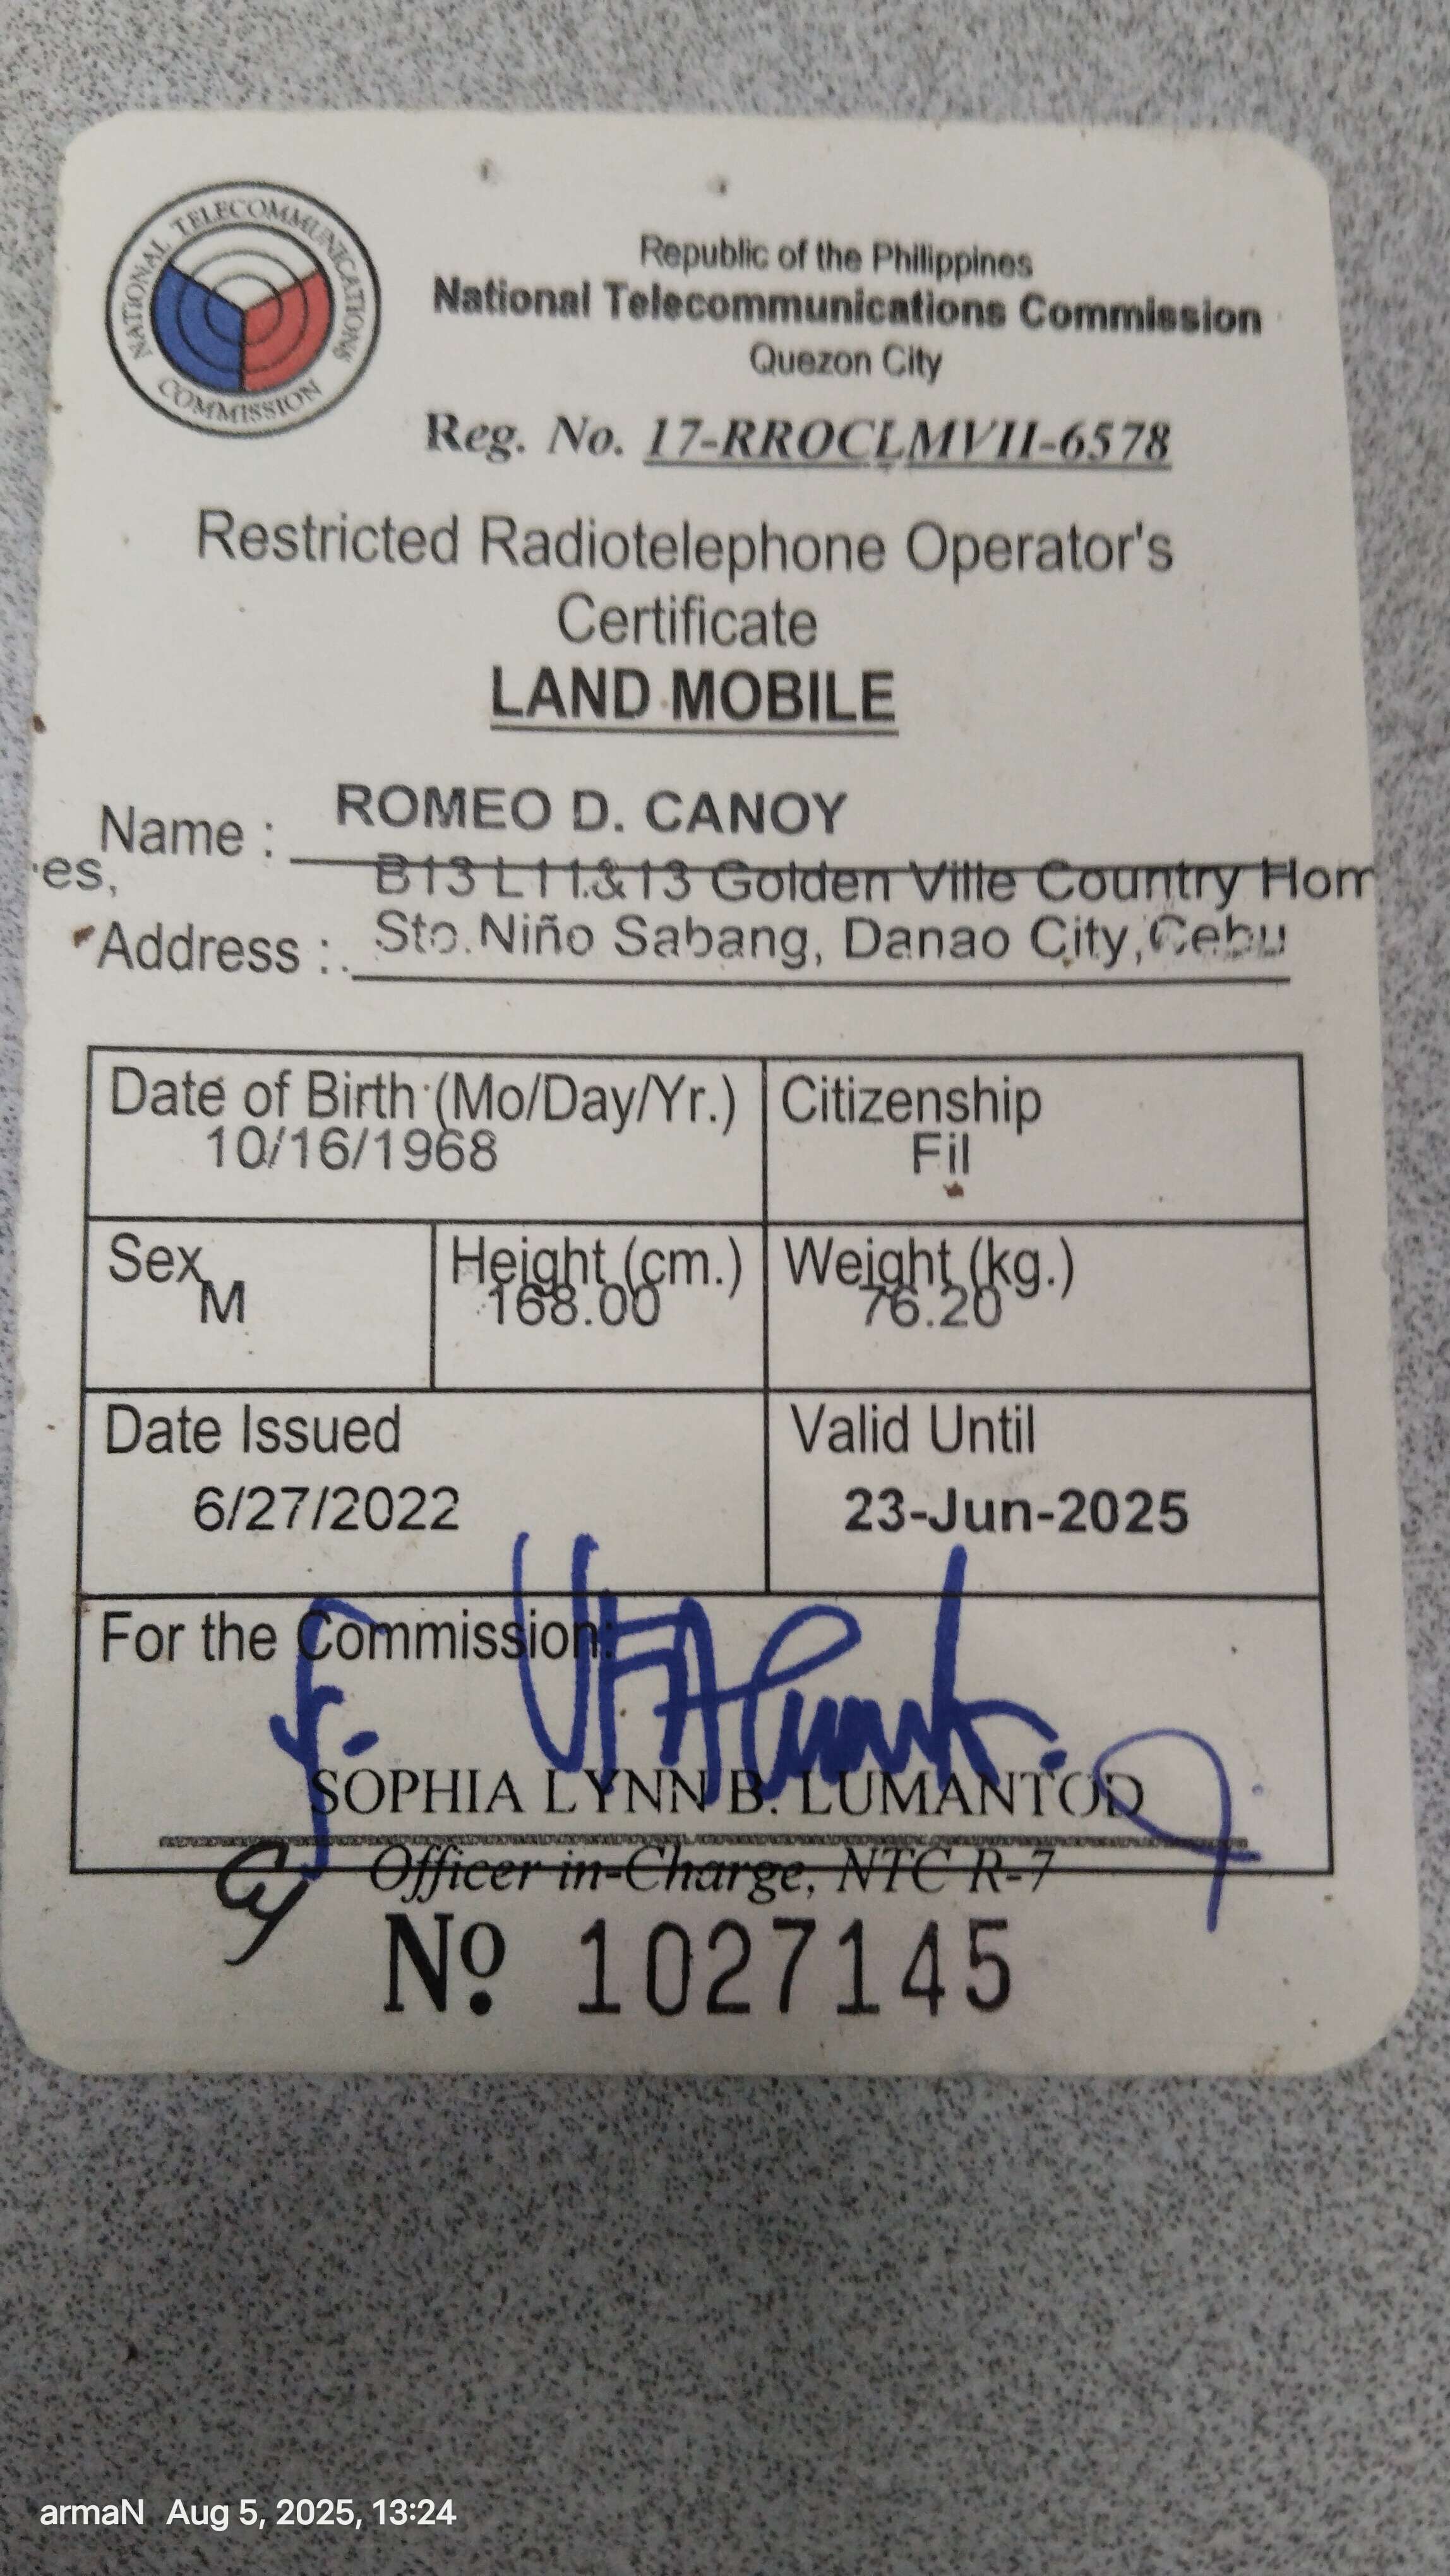 NATIONAL TELECOMMUNICATIONS COMMISSION
Republic of the Philippines
National Telecommunications Commission
Quezon City
Reg. No. 17-RROCLMVII-6578
Restricted Radiotelephone Operator's
Certificate
LAND MOBILE
Name : ROMEO D. CANOY
es, B13 L11&13 Golden Ville Country Hom
Address : Sto. Niño Sabang, Danao City, Cebu
Date of Birth (Mo/Day/Yr.) Citizenship
10/16/1968 Fil
Sex Height (cm.) Weight (kg.)
M 168.00 76.20
Date Issued Valid Until
6/27/2022 23-Jun-2025
For the Commission:
SOPHIA LYNN B. LUMANTOD
Officer in-Charge, NTC R-7
Nº 1027145
armaN Aug 5, 2025, 13:24